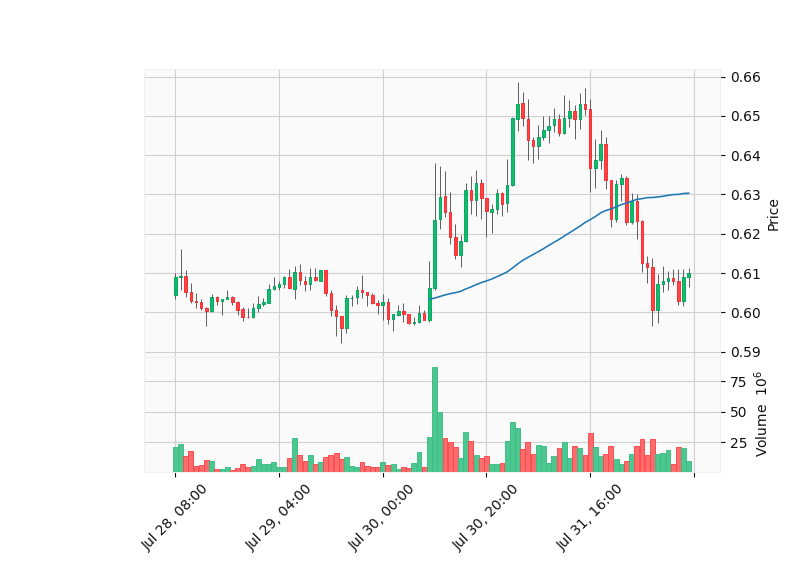 0.66
0.65
0.64
0.63
0.62
0.61
0.60
0.59
Price
75
50
25
Volume 10^6
Jul 28, 08:00
Jul 29, 04:00
Jul 30, 00:00
Jul 30, 20:00
Jul 31, 16:00